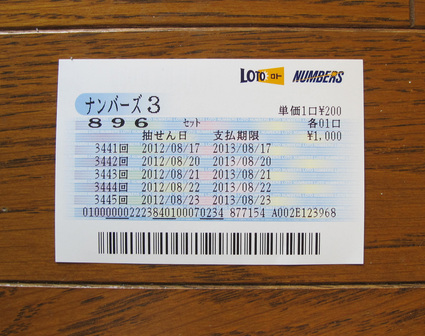 LOTO ロト NUMBERS
ナンバーズ3 単価1口¥200
896 セット 各01口
抽せん日 支払期限 ¥1,000
3441回 2012/08/17 2013/08/17
3442回 2012/08/20 2013/08/20
3443回 2012/08/21 2013/08/21
3444回 2012/08/22 2013/08/22
3445回 2012/08/23 2013/08/23
010000002223840100070234 877154 A002E123968